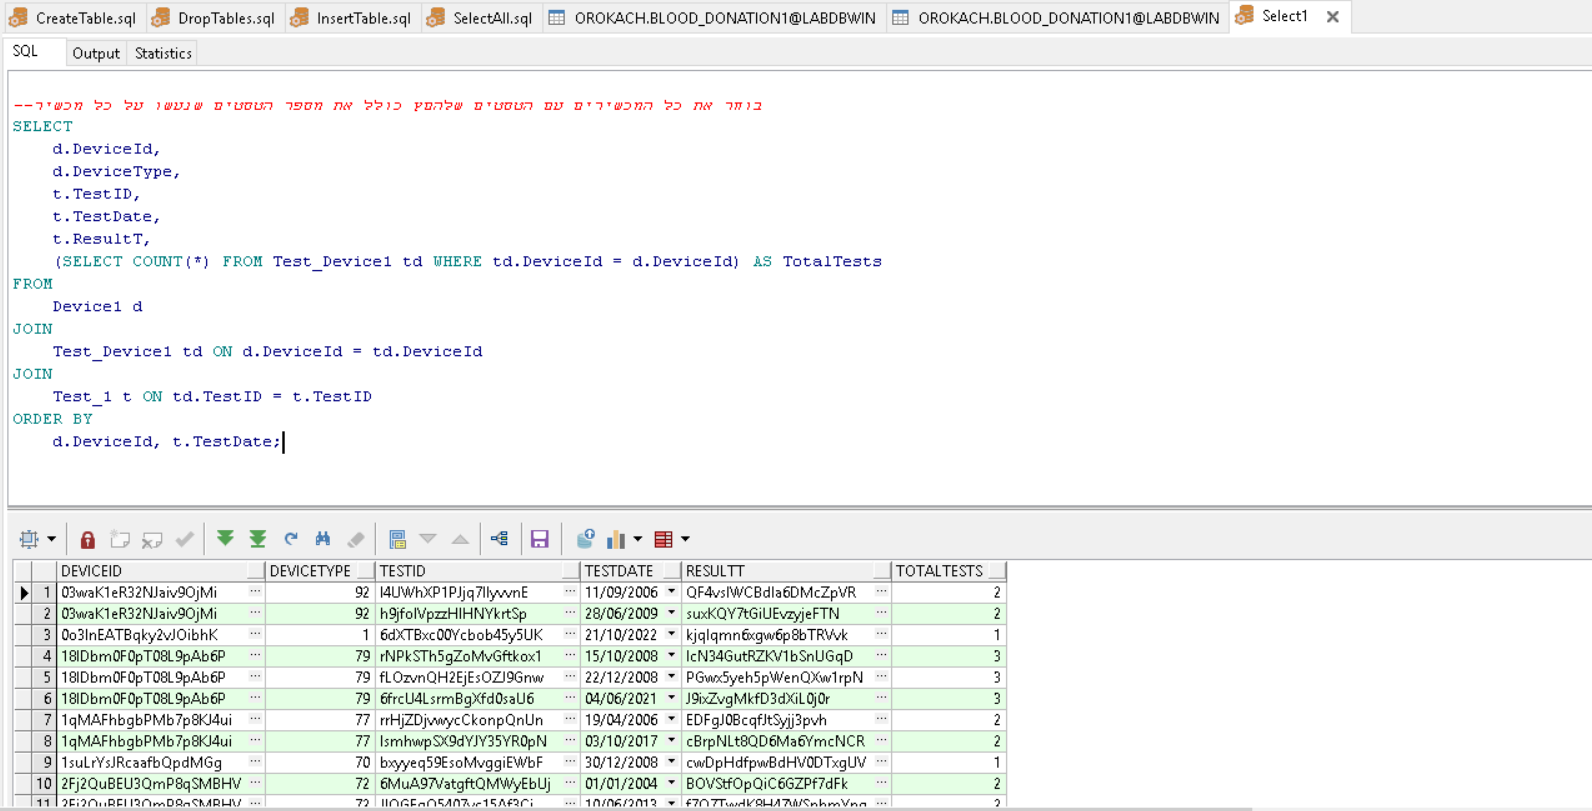 CreateTable.sql DropTables.sql InsertTable.sql SelectAll.sql OROKACH.BLOOD_DONATION1@LABDBWIN OROKACH.BLOOD_DONATION1@LABDBWIN Select1
SQL Output Statistics
--בוחר את כל המכשירים עם הטסטים שלהםץ כולל את מספר הטסטים שנעשו על כל מכשיר
SELECT
d.DeviceId,
d.DeviceType,
t.TestID,
t.TestDate,
t.ResultT,
(SELECT COUNT(*) FROM Test_Device1 td WHERE td.DeviceId = d.DeviceId) AS TotalTests
FROM
Device1 d
JOIN
Test_Device1 td ON d.DeviceId = td.DeviceId
JOIN
Test_1 t ON td.TestID = t.TestID
ORDER BY
d.DeviceId, t.TestDate;
DEVICEID DEVICETYPE TESTID TESTDATE RESULTT TOTALTESTS
1 03waK1eR32NJaiv9OjMi 92 I4UWhXP1PJjq7IIyvvnE 11/09/2006 QF4vsIWCBdIa6DMcZpVR 2
2 03waK1eR32NJaiv9OjMi 92 h9jfoIVpzzHIHNYkrtSp 28/06/2009 suxKQY7tGiUEvzyjeFTN 2
3 0o3InEATBqky2vJOibhK 1 6dXTBxc00Ycbob45y5UK 21/10/2022 kjqIqmn6xgw6p8bTRVvk 1
4 18IDbm0F0pT08L9pAb6P 79 rNPkSTh5gZoMvGftkox1 15/10/2008 IcN34GutRZKV1bSnUGqD 3
5 18IDbm0F0pT08L9pAb6P 79 fLOzvnQH2EjEsOZJ9Gnw 22/12/2008 PGwx5yeh5pWenQXw1rpN 3
6 18IDbm0F0pT08L9pAb6P 79 6frcU4LsrmBgXfd0saU6 04/06/2021 J9ixZvgMkfD3dXiL0j0r 3
7 1qMAFhbgbPMb7p8KJ4ui 77 rrHjZDjvwycCkonpQnUn 19/04/2006 EDFgJ0BcqfJtSyjj3pvh 2
8 1qMAFhbgbPMb7p8KJ4ui 77 IsmhwpSX9dYJY35YR0pN 03/10/2017 cBrpNLt8QD6Ma6YmcNCR 2
9 1suLrYsJRcaafbQpdMGg 70 bxyyeq59EsoMvggiEWbF 30/12/2008 cwDpHdfpwBdHV0DTxgUV 1
10 2Fj2QuBEU3QmP8qSMBHV 72 6MuA97VatgftQMWyEbUj 01/01/2004 BOVStfOpQiC6GZPf7dFk 2
11 2Fj2QuBEU3QmP8qSMBHV 72 10/06/2013 2